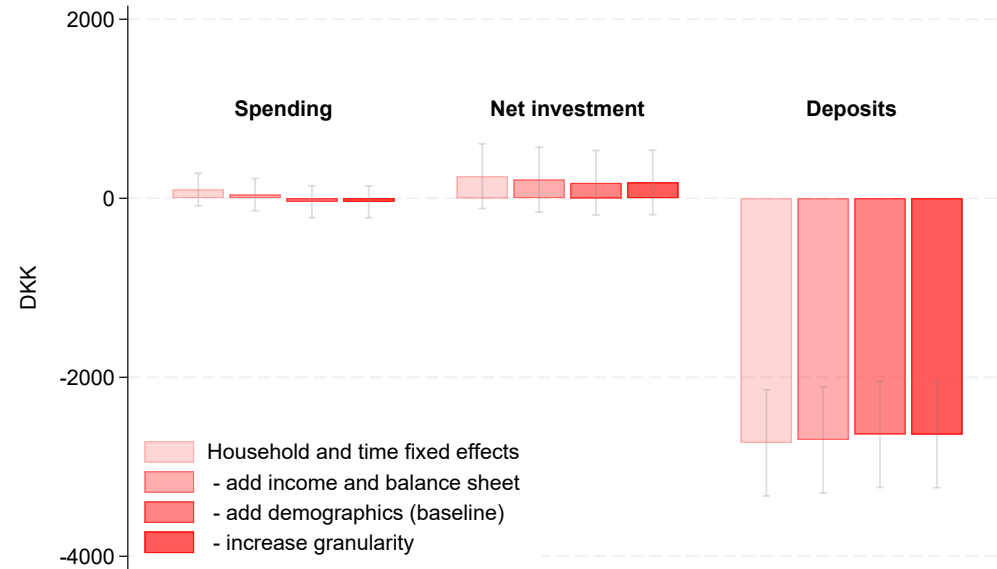 2000
Spending
Net investment
Deposits
0
DKK
-2000
Household and time fixed effects
- add income and balance sheet
- add demographics (baseline)
- increase granularity
-4000